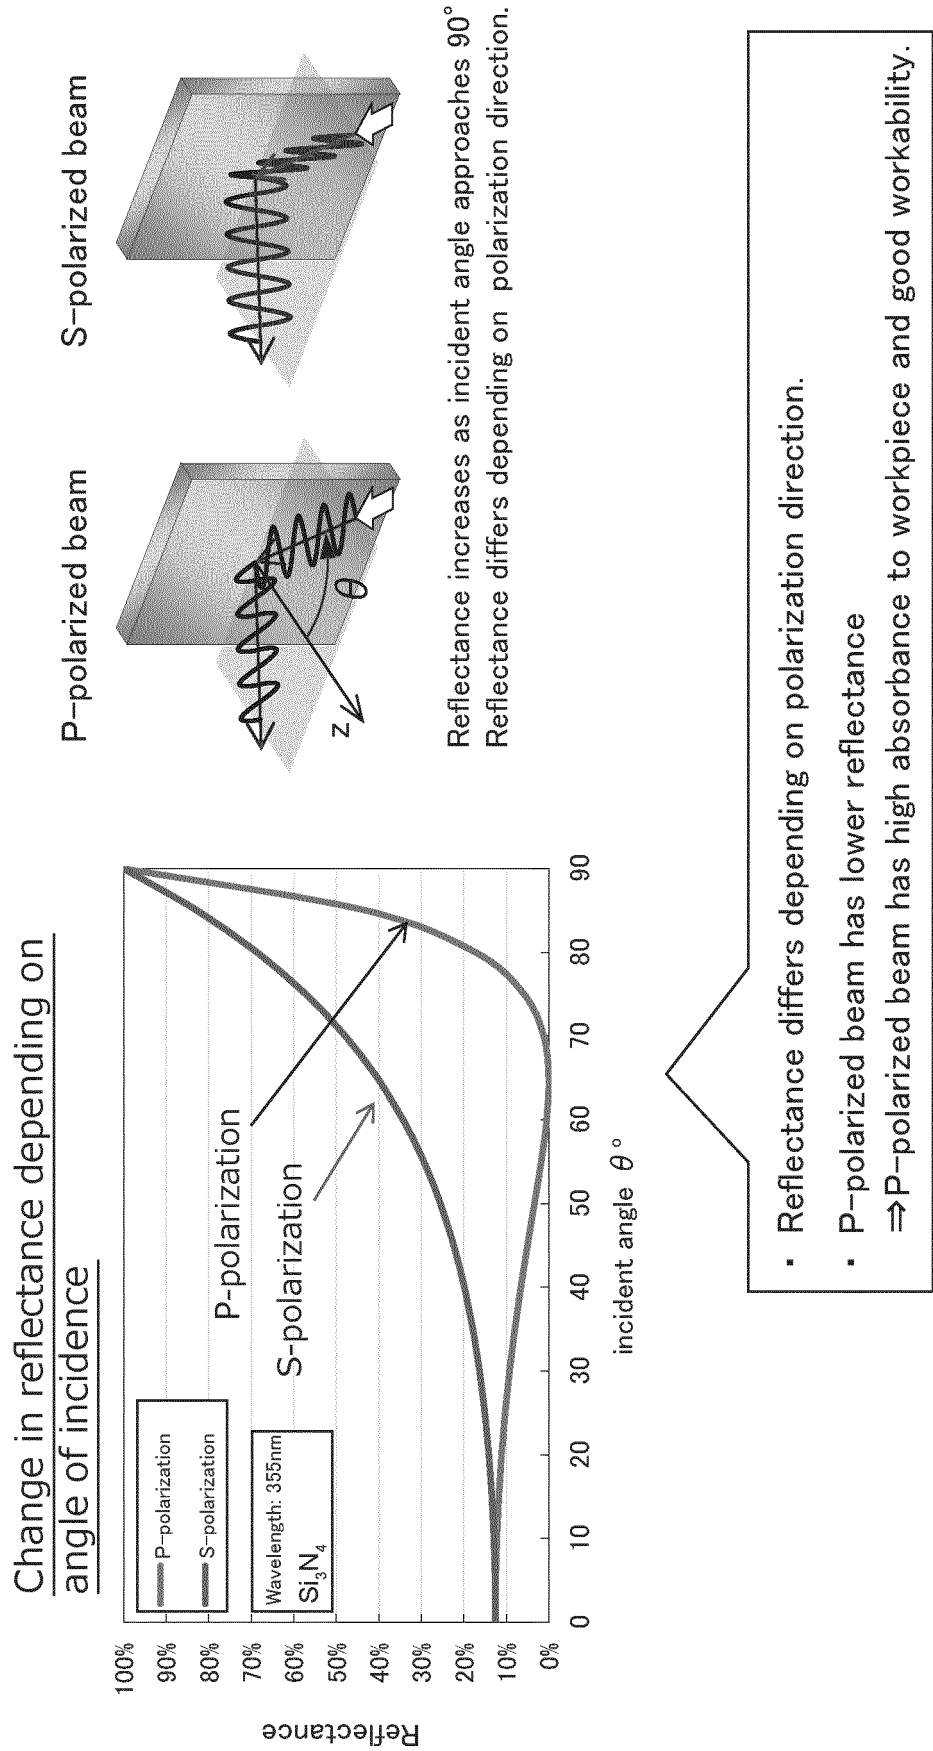 Change in reflectance depending on
angle of incidence
100%
90%
80%
70%
60%
50%
40%
30%
20%
10%
0%
Reflectance
P-polarization
S-polarization
Wavelength: 355nm
Si₃N₄
P-polarization
S-polarization
0 10 20 30 40 50 60 70 80 90
incident angle θ°
P-polarized beam
z
θ
S-polarized beam
Reflectance increases as incident angle approaches 90°
Reflectance differs depending on polarization direction.
・ Reflectance differs depending on polarization direction.
・ P-polarized beam has lower reflectance
⇒P-polarized beam has high absorbance to workpiece and good workability.